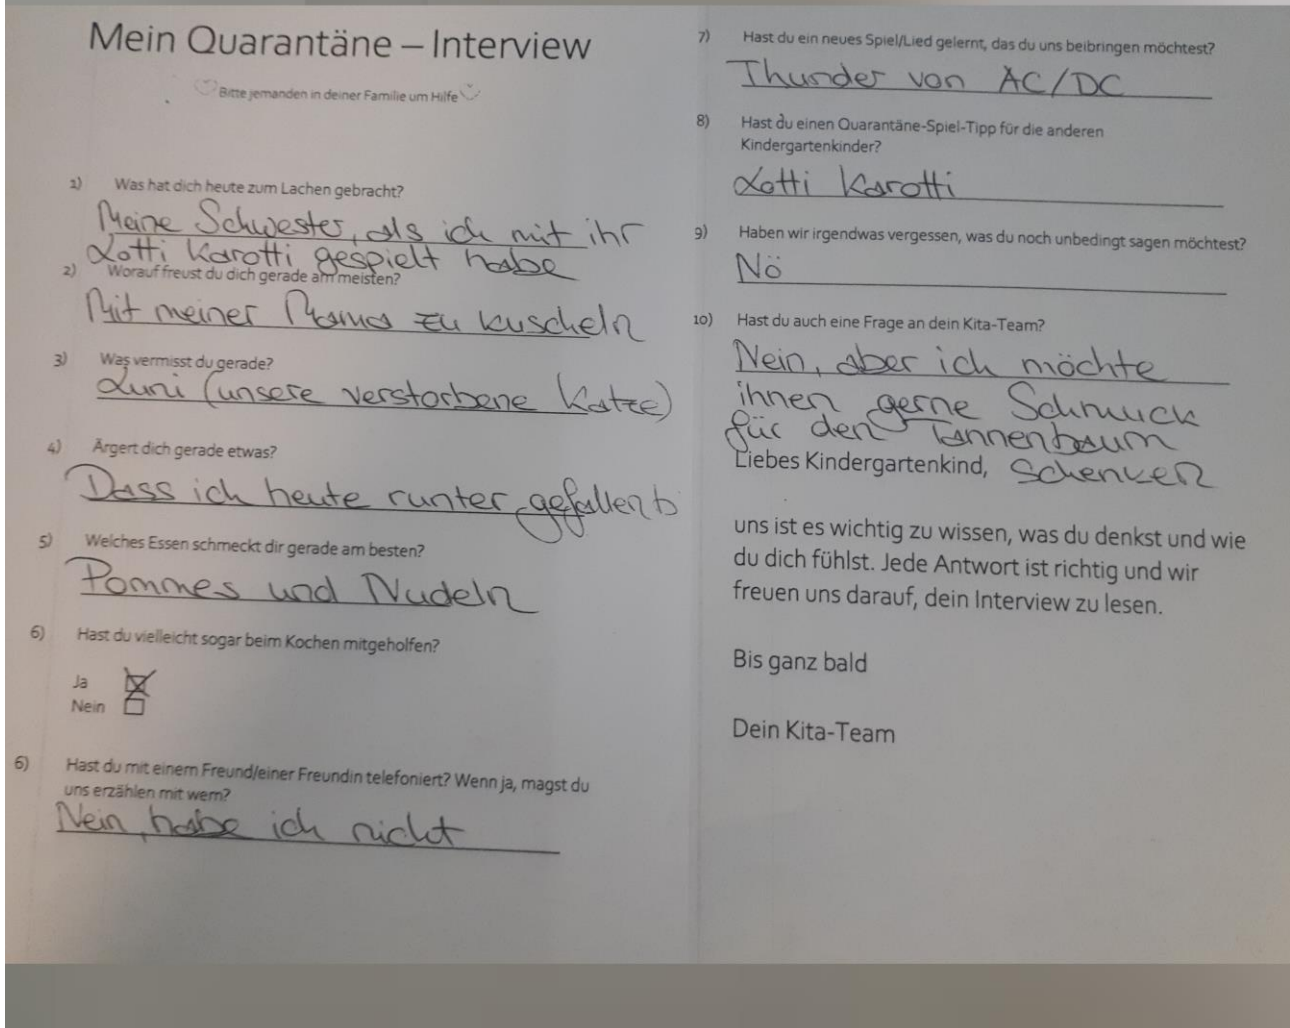 Mein Quarantäne – Interview
Bitte jemanden in deiner Familie um Hilfe
1) Was hat dich heute zum Lachen gebracht?
Meine Schwester, als ich mit ihr
Lotti Karotti gespielt habe
2) Worauf freust du dich gerade am meisten?
Mit meiner Mama zu kuscheln
3) Was vermisst du gerade?
Luni (unsere verstorbene Katze)
4) Ärgert dich gerade etwas?
Dass ich heute runter gefallen b
5) Welches Essen schmeckt dir gerade am besten?
Pommes und Nudeln
6) Hast du vielleicht sogar beim Kochen mitgeholfen?
Ja
Nein
6) Hast du mit einem Freund/einer Freundin telefoniert? Wenn ja, magst du
uns erzählen mit wem?
Nein, habe ich nicht
7) Hast du ein neues Spiel/Lied gelernt, das du uns beibringen möchtest?
Thunder von AC/DC
8) Hast du einen Quarantäne-Spiel-Tipp für die anderen
Kindergartenkinder?
Lotti Karotti
9) Haben wir irgendwas vergessen, was du noch unbedingt sagen möchtest?
Nö
10) Hast du auch eine Frage an dein Kita-Team?
Nein, aber ich möchte
ihnen gerne Schmuck
für den Tannenbaum
schenken
Liebes Kindergartenkind,
uns ist es wichtig zu wissen, was du denkst und wie
du dich fühlst. Jede Antwort ist richtig und wir
freuen uns darauf, dein Interview zu lesen.
Bis ganz bald
Dein Kita-Team